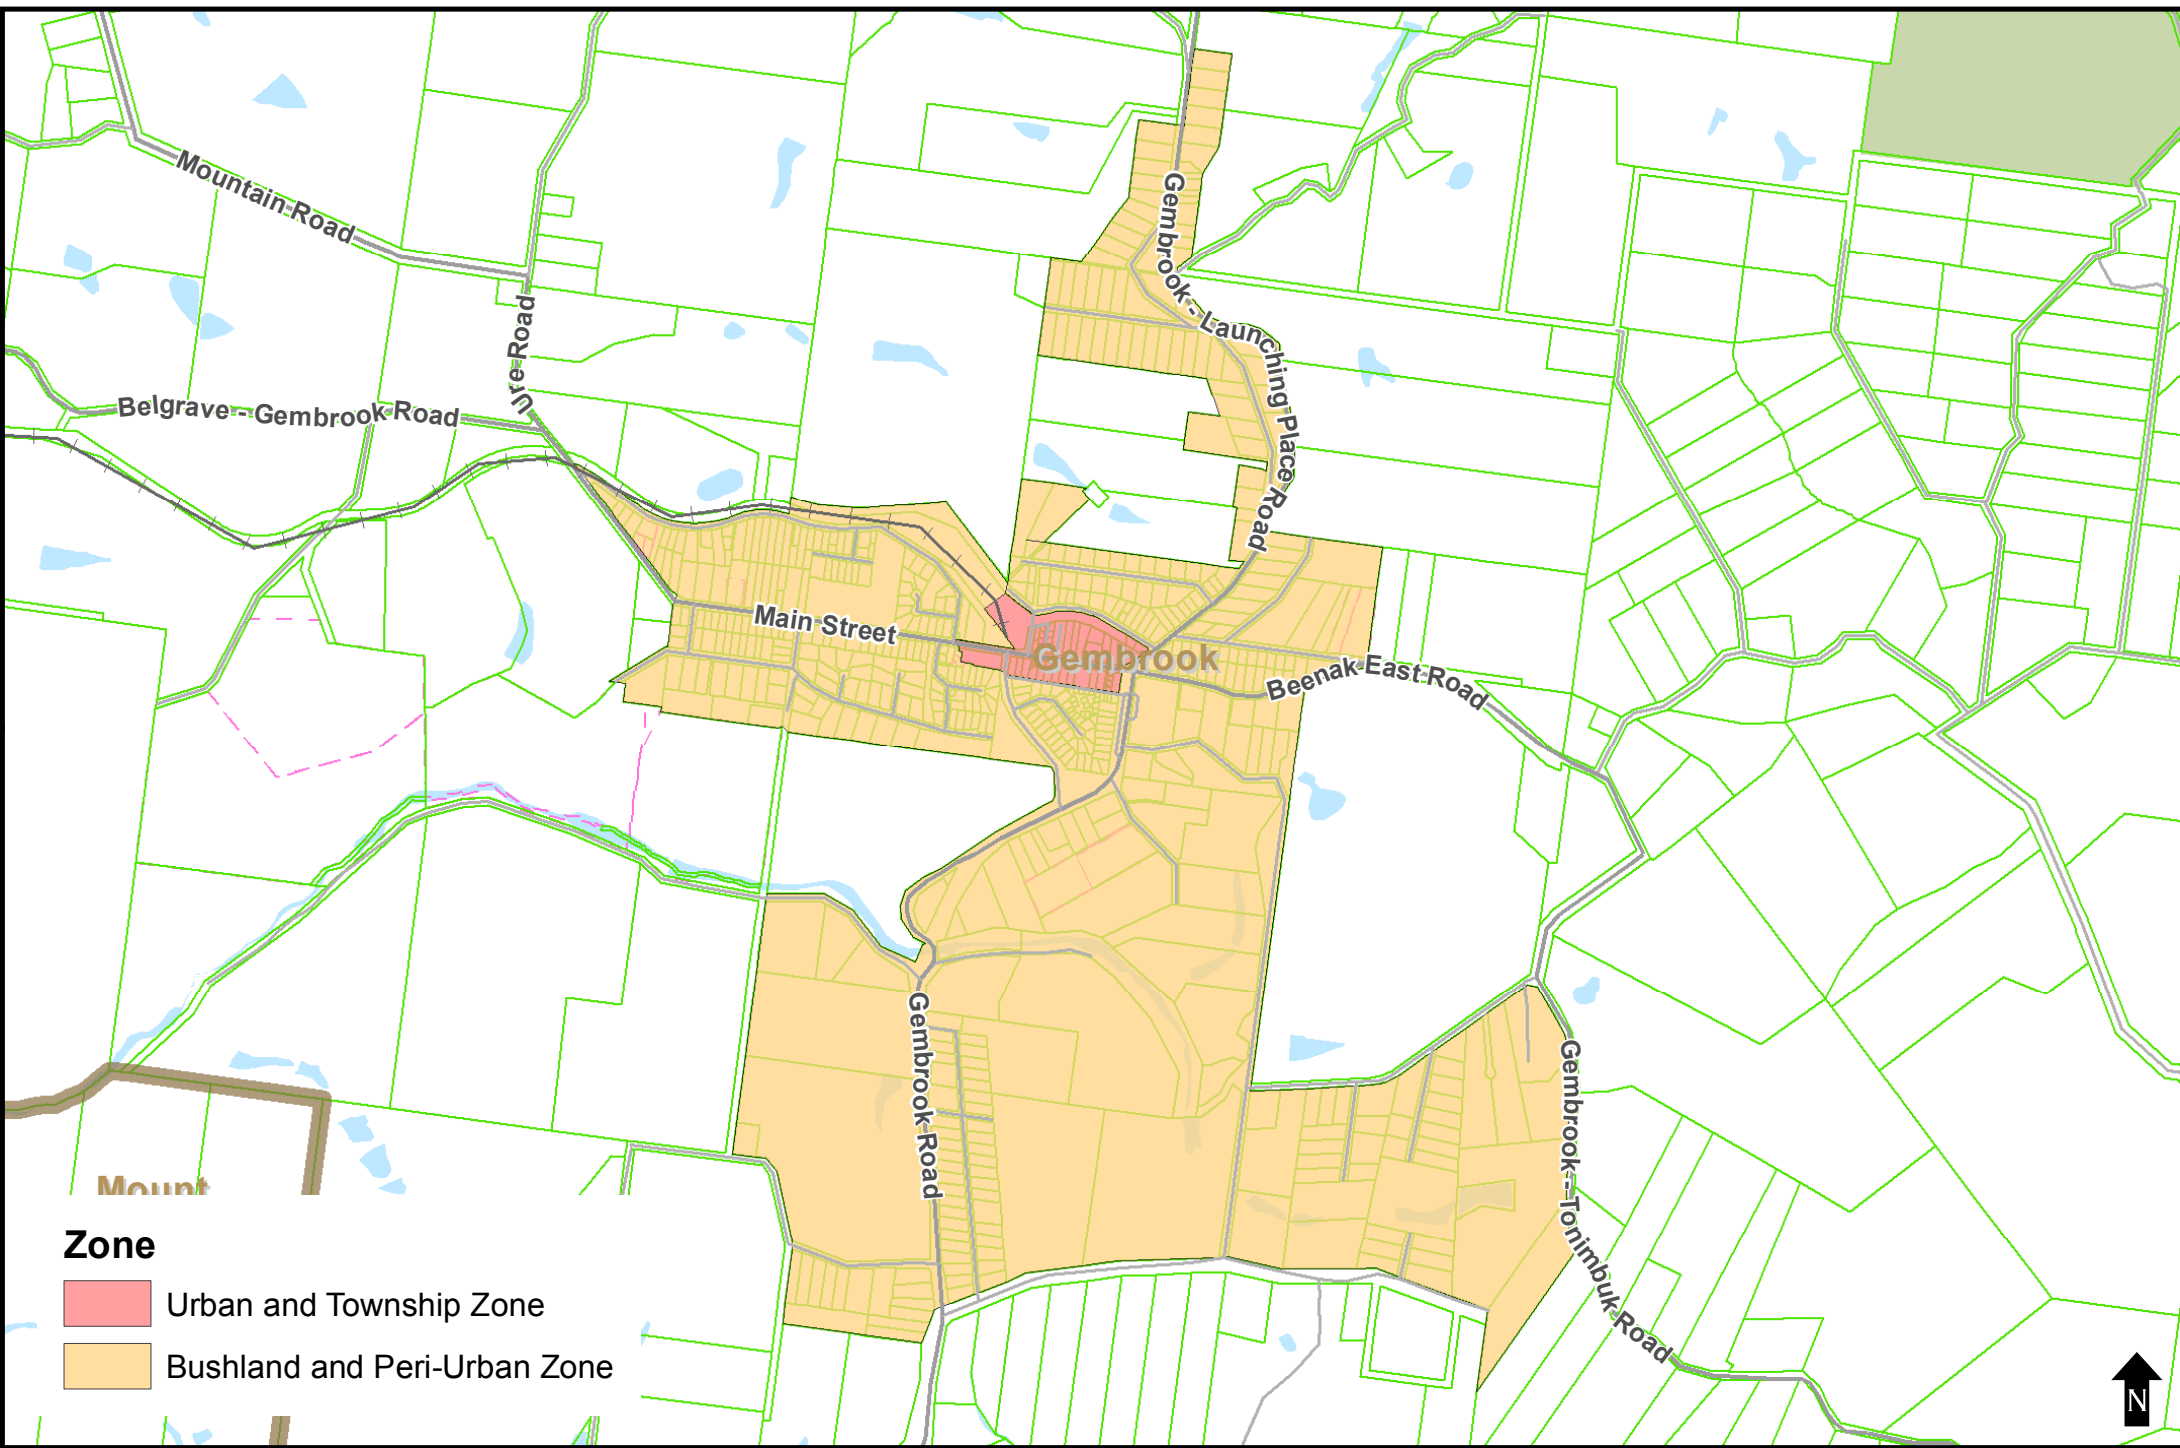 Mountain Road
Ure Road
Belgrave - Gembrook Road
Gembrook - Launching Place Road
Main Street
Gembrook
Beenak East Road
Gembrook Road
Gembrook - Tonimbuk Road
Mount
Zone
Urban and Township Zone
Bushland and Peri-Urban Zone
N